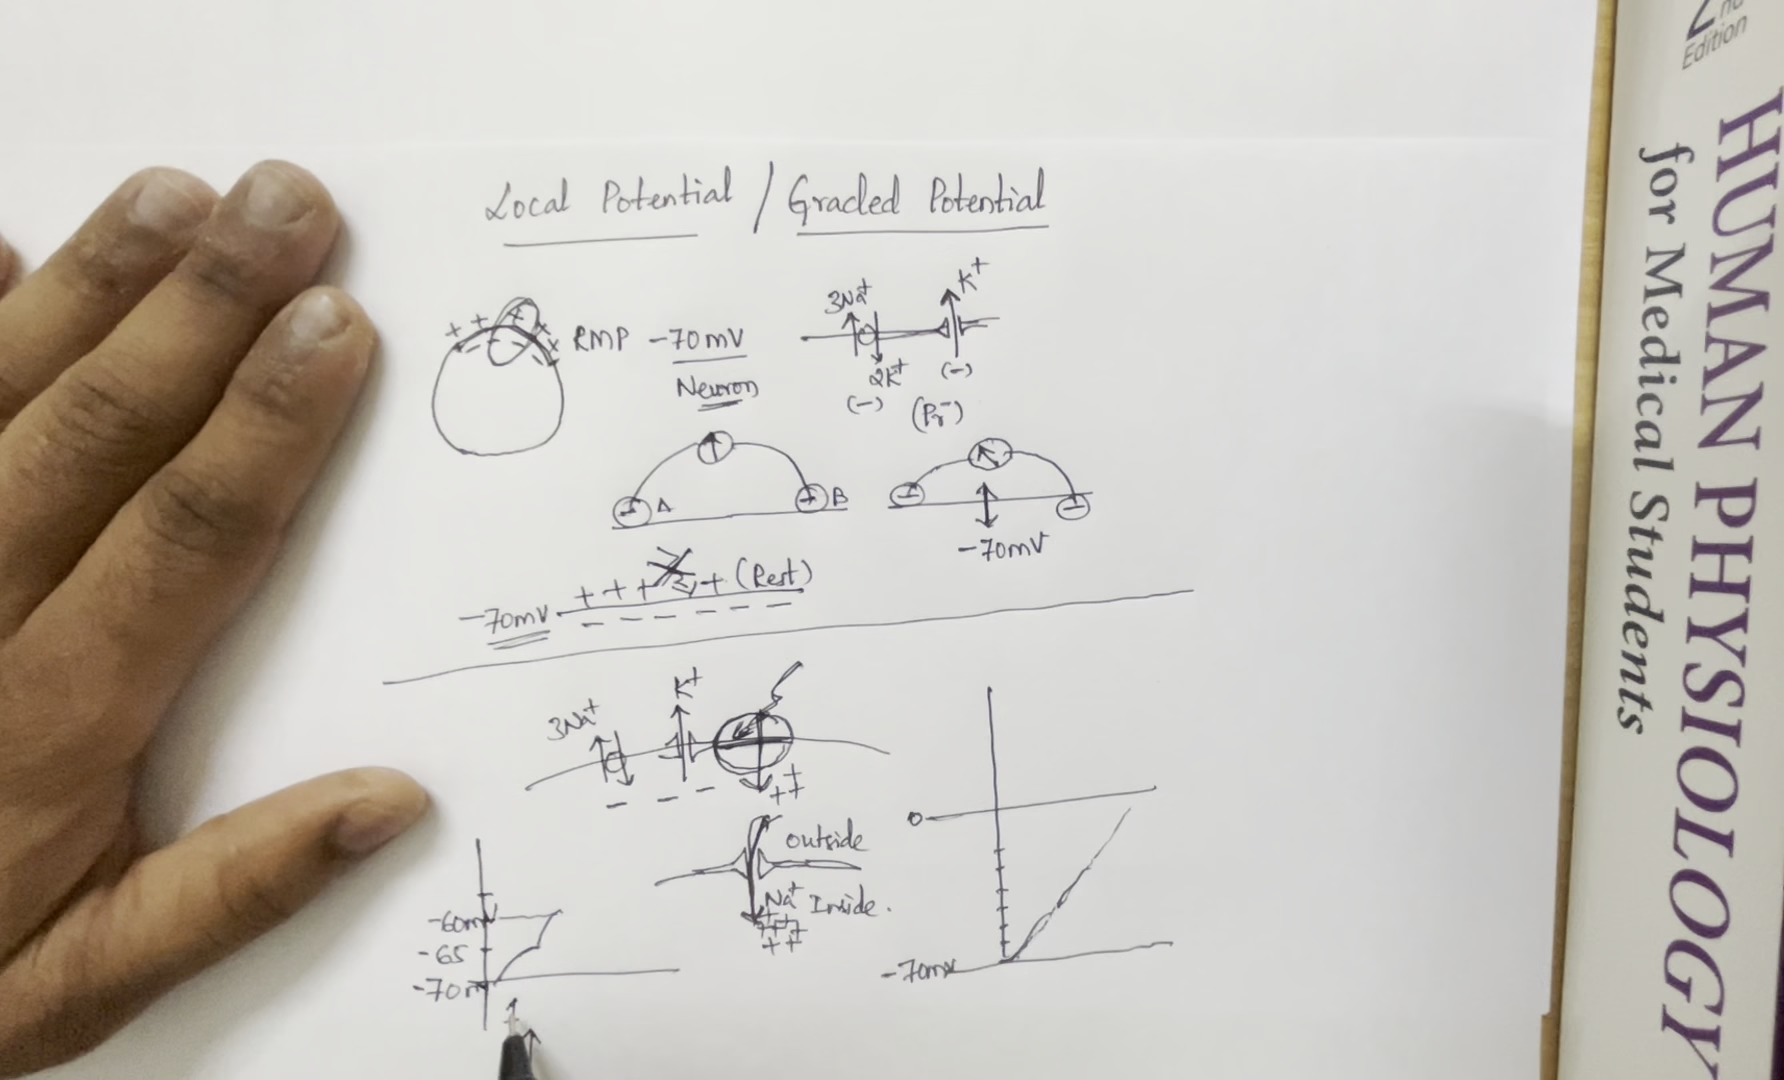 Local Potential / Graded Potential
RMP -70mV
Neuron
3Na+
K+
2K+
(-)
(-)
(Pr-)
A
B
-70mV
+ + + + (Rest)
-70mV
- - - - -
3Na+
K+
- - -
++
Outside
Na+ Inside.
0
-70mV
-60mV
-65
-70m
2nd
Edition
HUMAN PHYSIOLOGY
for Medical Students